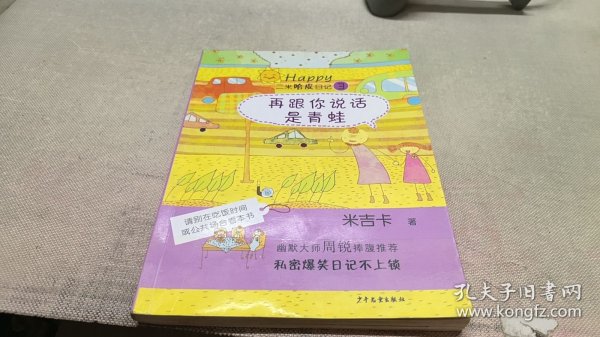 Happy
二米哈皮日记 3
再跟你说话
是青蛙
请别在吃饭时间
或公共场合看本书
米吉卡 著
幽默大师周锐捧腹推荐
私密爆笑日记不上锁
少年儿童出版社
孔夫子旧书网
www.kongfz.com